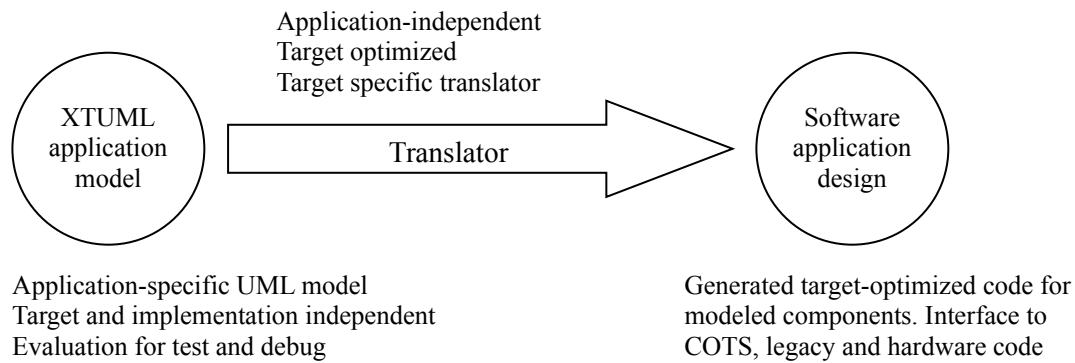 Application-independent
Target optimized
Target specific translator
XTUML
application
model
Translator
Software
application
design
Application-specific UML model
Target and implementation independent
Evaluation for test and debug
Generated target-optimized code for
modeled components. Interface to
COTS, legacy and hardware code